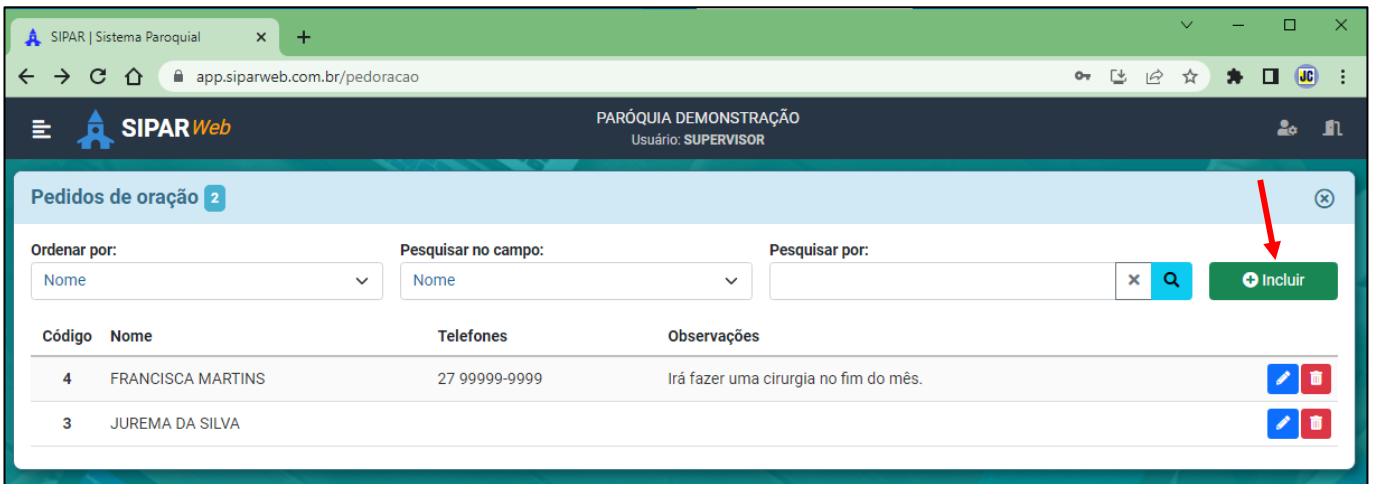 SIPAR | Sistema Paroquial
app.siparweb.com.br/pedoracao
JC
SIPARWeb
PARÓQUIA DEMONSTRAÇÃO
Usuário: SUPERVISOR
Pedidos de oração 2
Ordenar por: Pesquisar no campo: Pesquisar por:
Nome Nome Incluir
Código Nome Telefones Observações
4 FRANCISCA MARTINS 27 99999-9999 Irá fazer uma cirurgia no fim do mês.
3 JUREMA DA SILVA